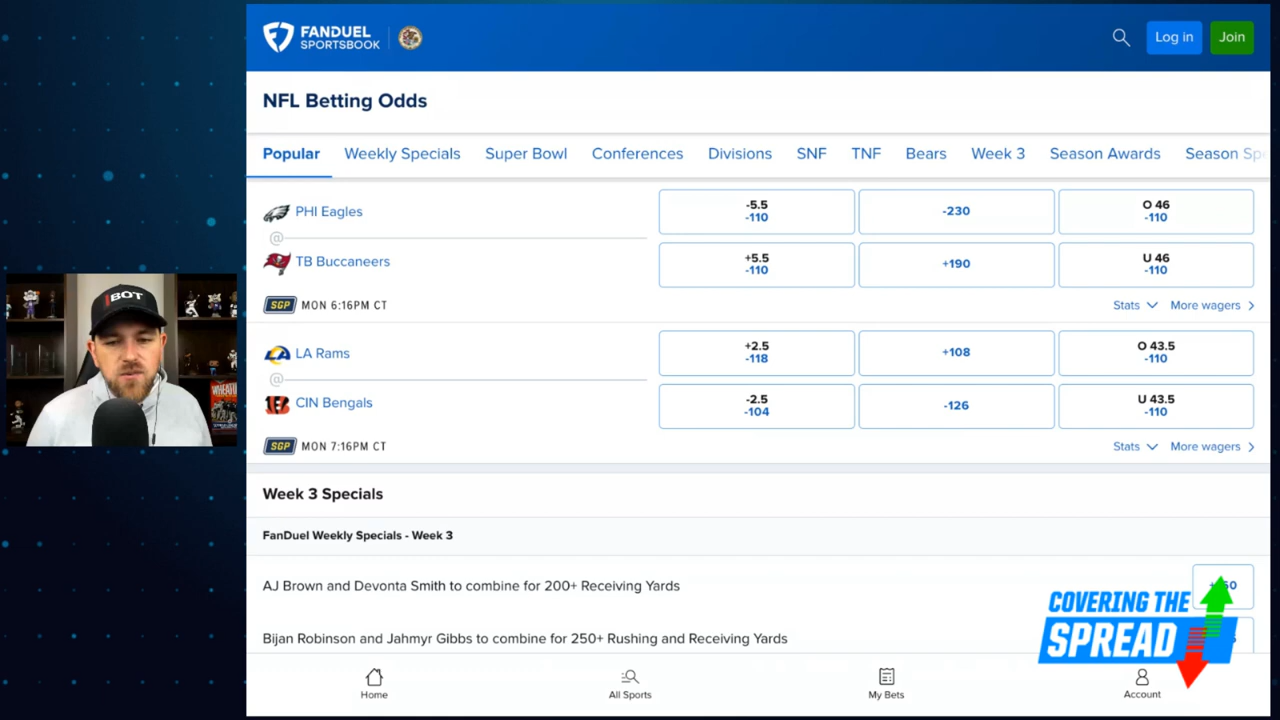 FANDUEL
SPORTSBOOK
Log in
Join
NFL Betting Odds
Popular
Weekly Specials
Super Bowl
Conferences
Divisions
SNF
TNF
Bears
Week 3
Season Awards
Season Sp
PHI Eagles
-5.5
-110
-230
O 46
-110
@
TB Buccaneers
+5.5
-110
+190
U 46
-110
SGP MON 6:16PM CT
Stats
More wagers
LA Rams
+2.5
-118
+108
O 43.5
-110
@
CIN Bengals
-2.5
-104
-126
U 43.5
-110
SGP MON 7:16PM CT
Stats
More wagers
Week 3 Specials
FanDuel Weekly Specials - Week 3
AJ Brown and Devonta Smith to combine for 200+ Receiving Yards
Bijan Robinson and Jahmyr Gibbs to combine for 250+ Rushing and Receiving Yards
COVERING THE
SPREAD
Home
All Sports
My Bets
Account
BOT